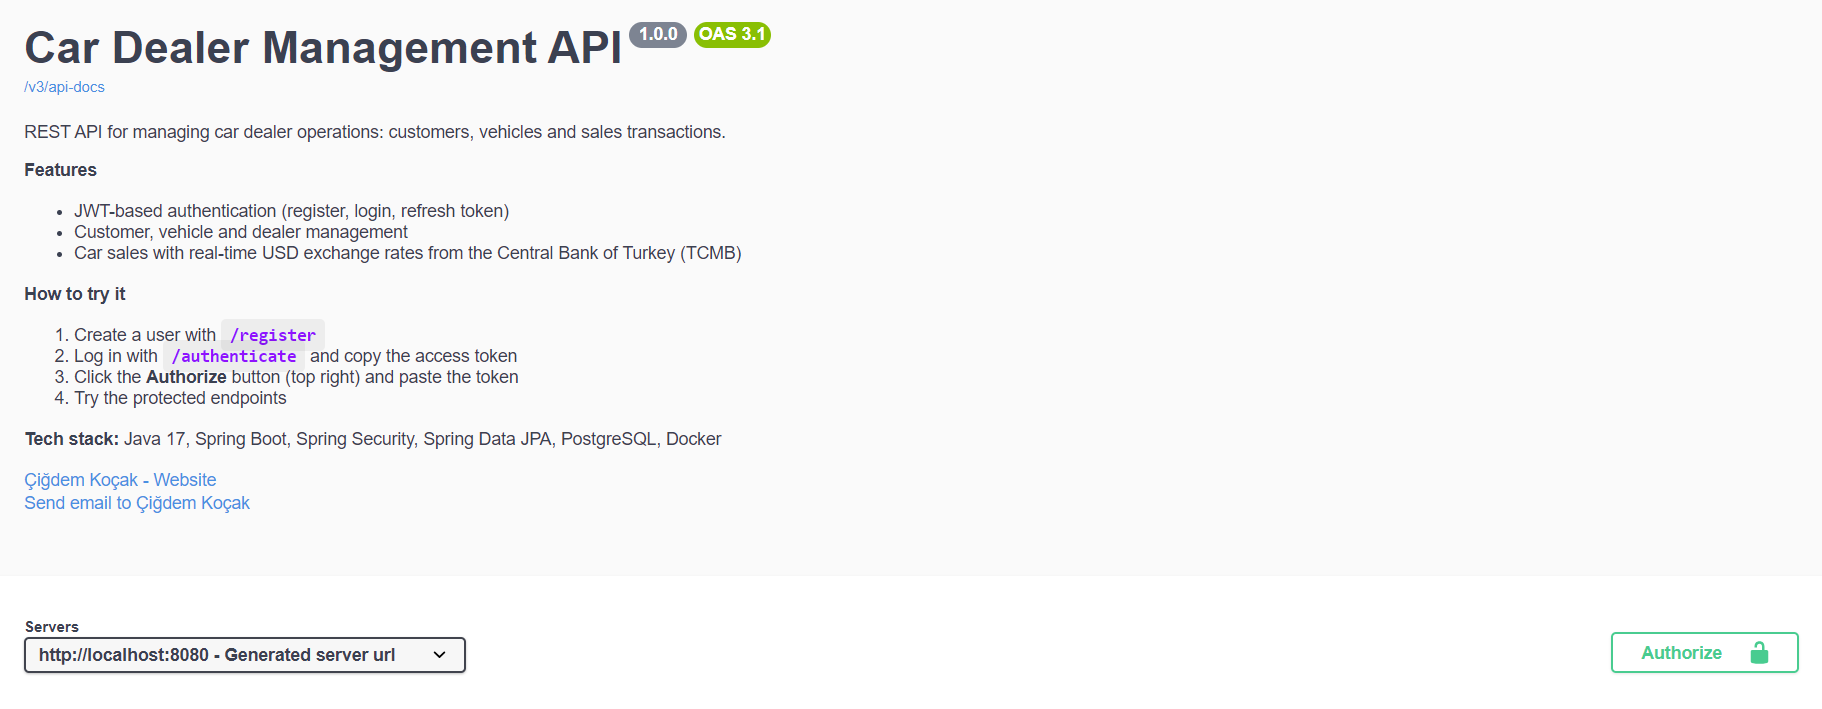 Car Dealer Management API 1.0.0 OAS 3.1
/v3/api-docs
REST API for managing car dealer operations: customers, vehicles and sales transactions.
Features
• JWT-based authentication (register, login, refresh token)
• Customer, vehicle and dealer management
• Car sales with real-time USD exchange rates from the Central Bank of Turkey (TCMB)
How to try it
1. Create a user with /register
2. Log in with /authenticate and copy the access token
3. Click the Authorize button (top right) and paste the token
4. Try the protected endpoints
Tech stack: Java 17, Spring Boot, Spring Security, Spring Data JPA, PostgreSQL, Docker
Çiğdem Koçak - Website
Send email to Çiğdem Koçak
Servers
http://localhost:8080 - Generated server url
Authorize